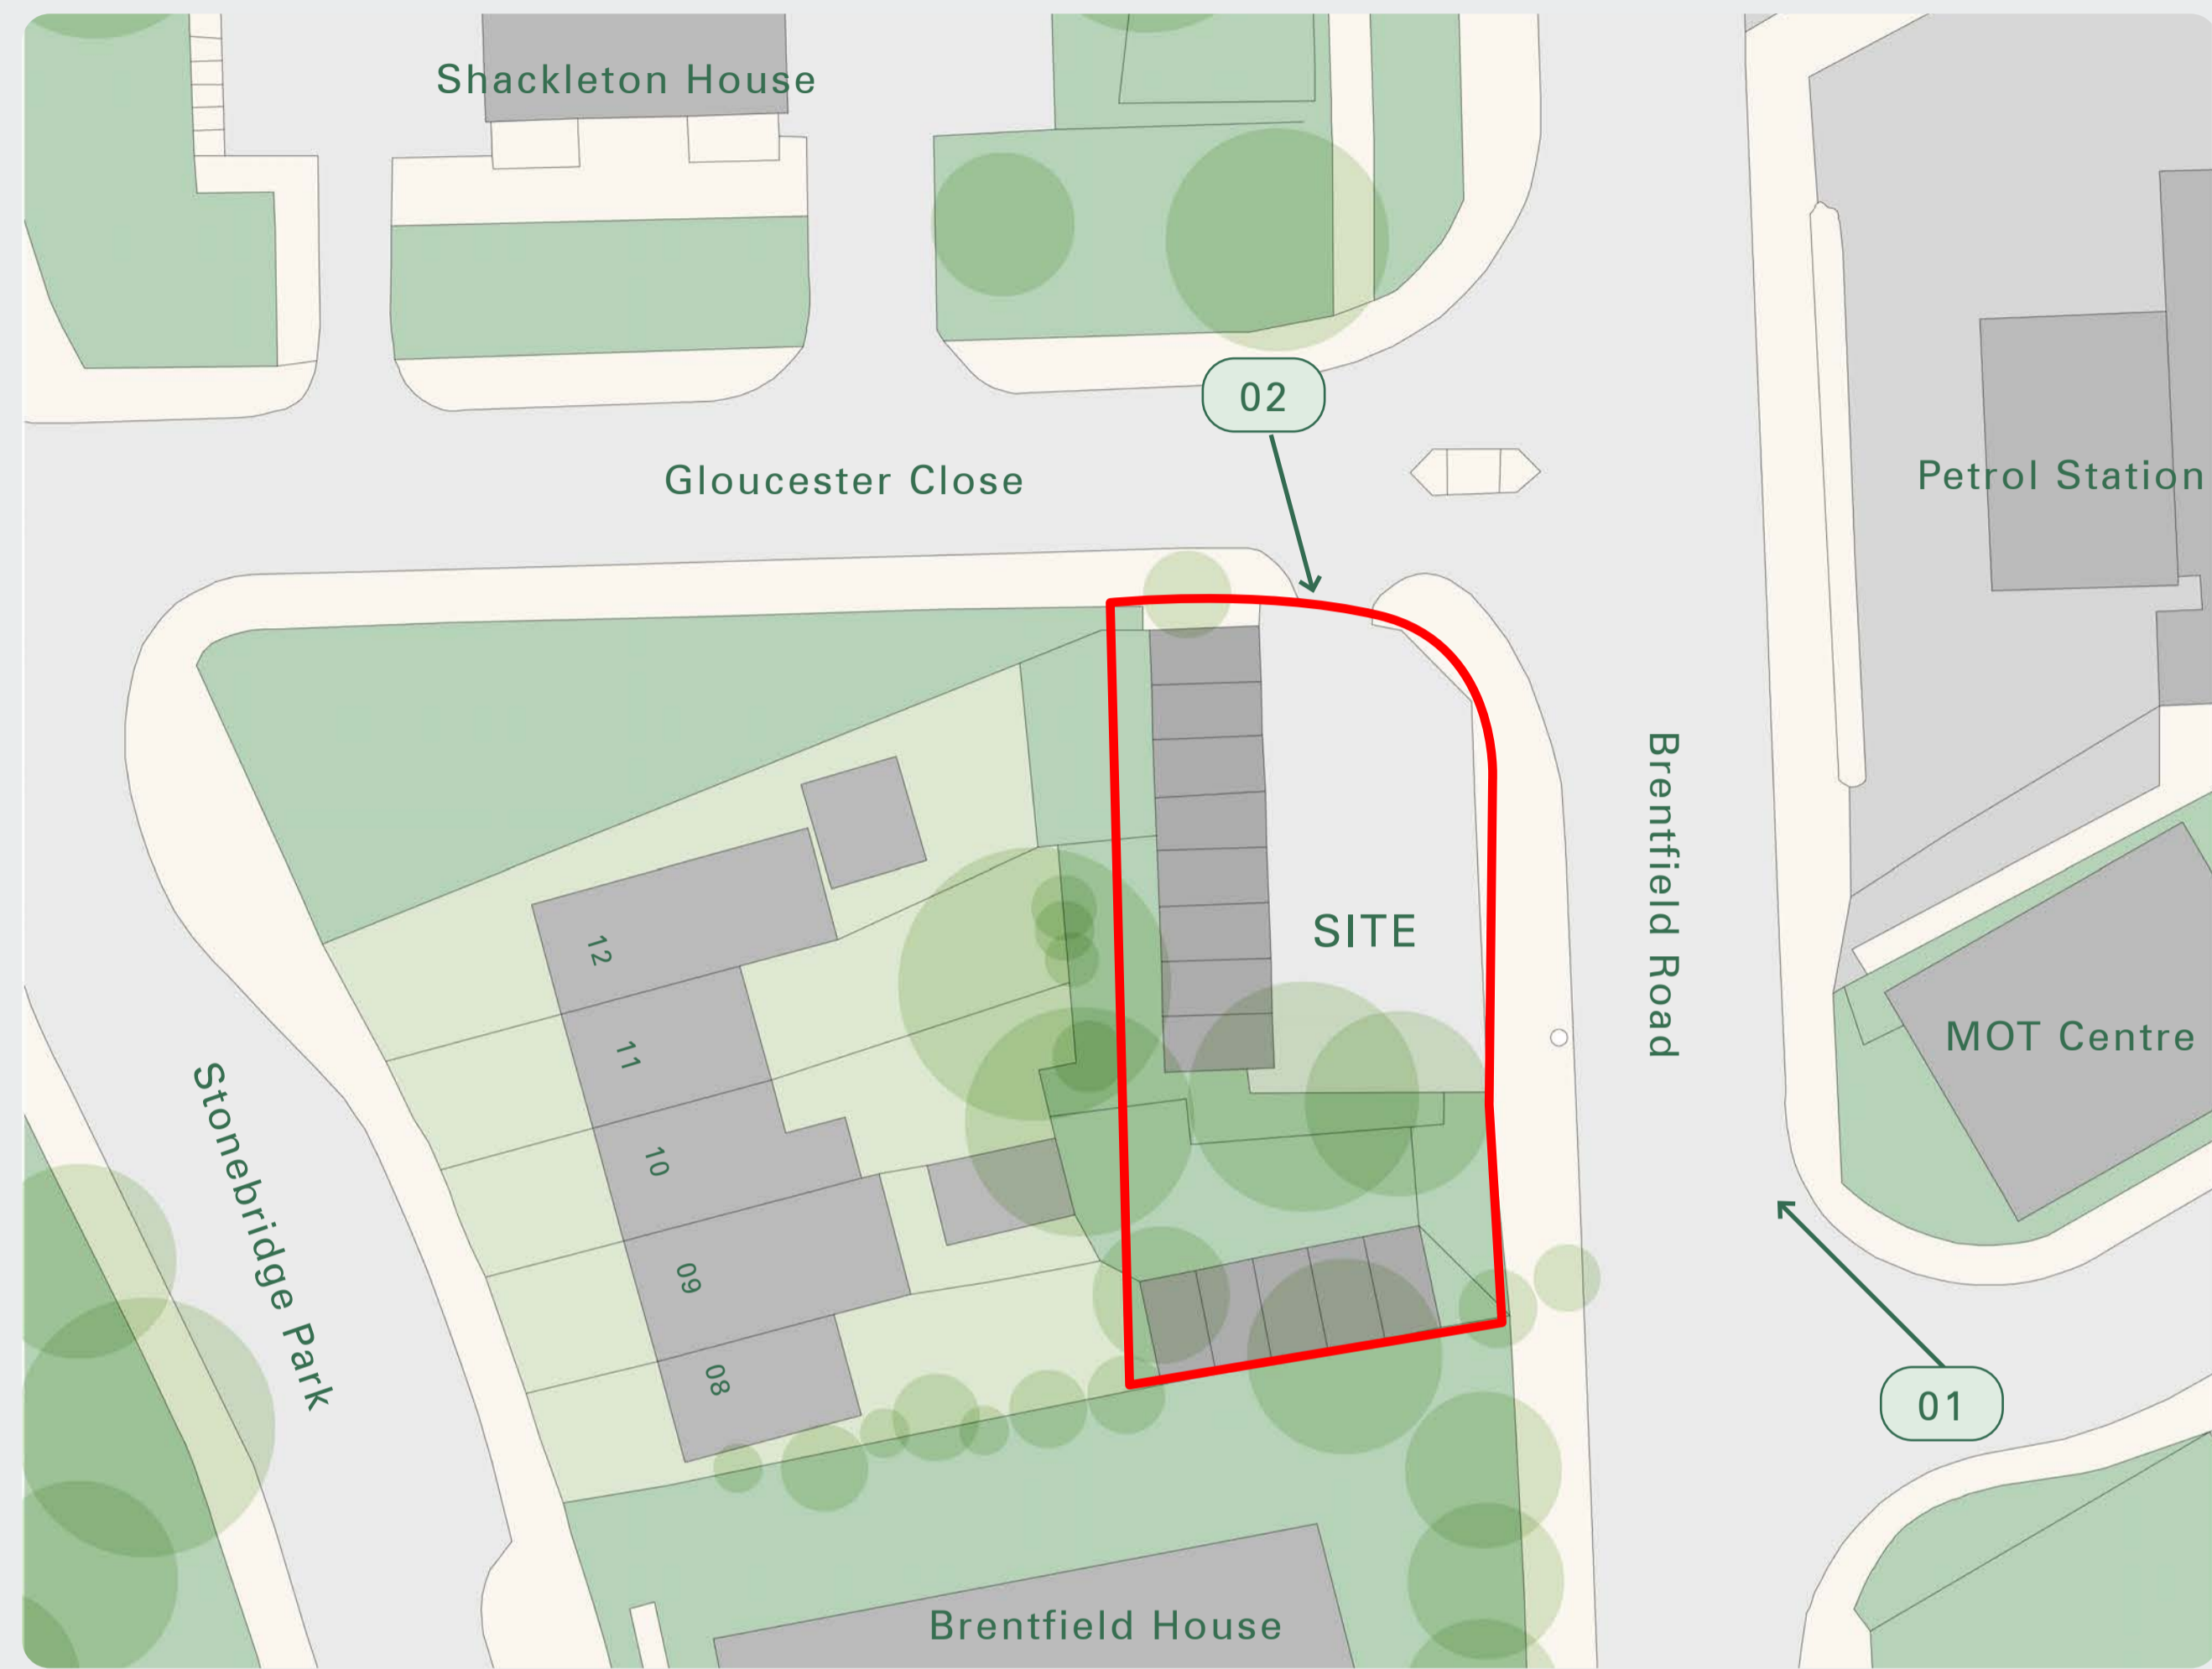 Shackleton House
02
Gloucester Close
Petrol Station
Brentfield Road
SITE
12
11
10
09
08
MOT Centre
Stonebridge Park
01
Brentfield House